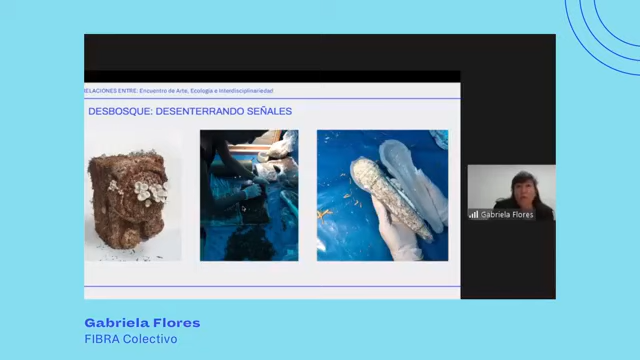 RELACIONES ENTRE: Encuentro de Arte, Ecología e Interdisciplinariedad
DESBOSQUE: DESENTERRANDO SEÑALES
Gabriela Flores
Gabriela Flores
FIBRA Colectivo